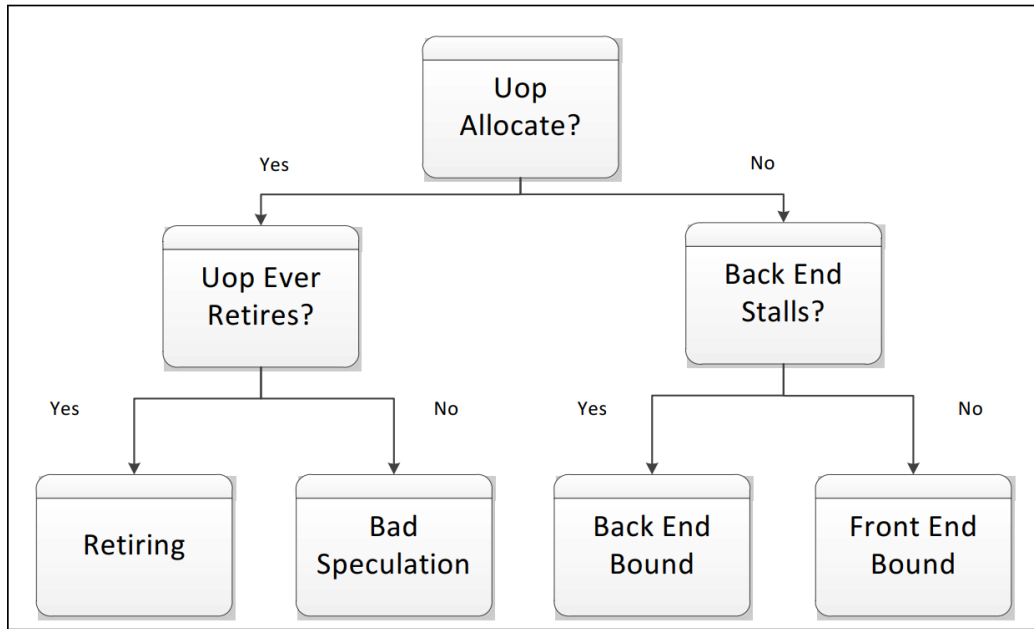 Uop
Allocate?
Yes
No
Uop Ever
Retires?
Back End
Stalls?
Yes
No
Yes
No
Retiring
Bad
Speculation
Back End
Bound
Front End
Bound